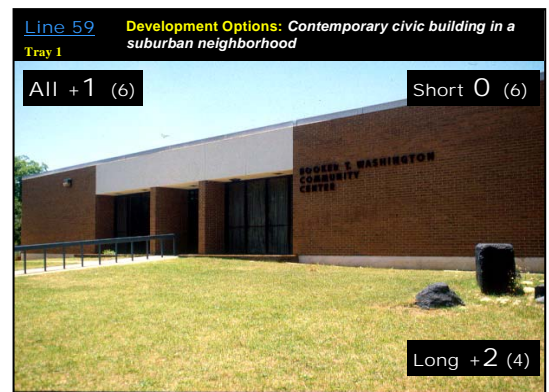 Line 59
Development Options: Contemporary civic building in a
suburban neighborhood
Tray 1
All +1 (6)
Short 0 (6)
BOOKER T. WASHINGTON
COMMUNITY
CENTER
Long +2 (4)